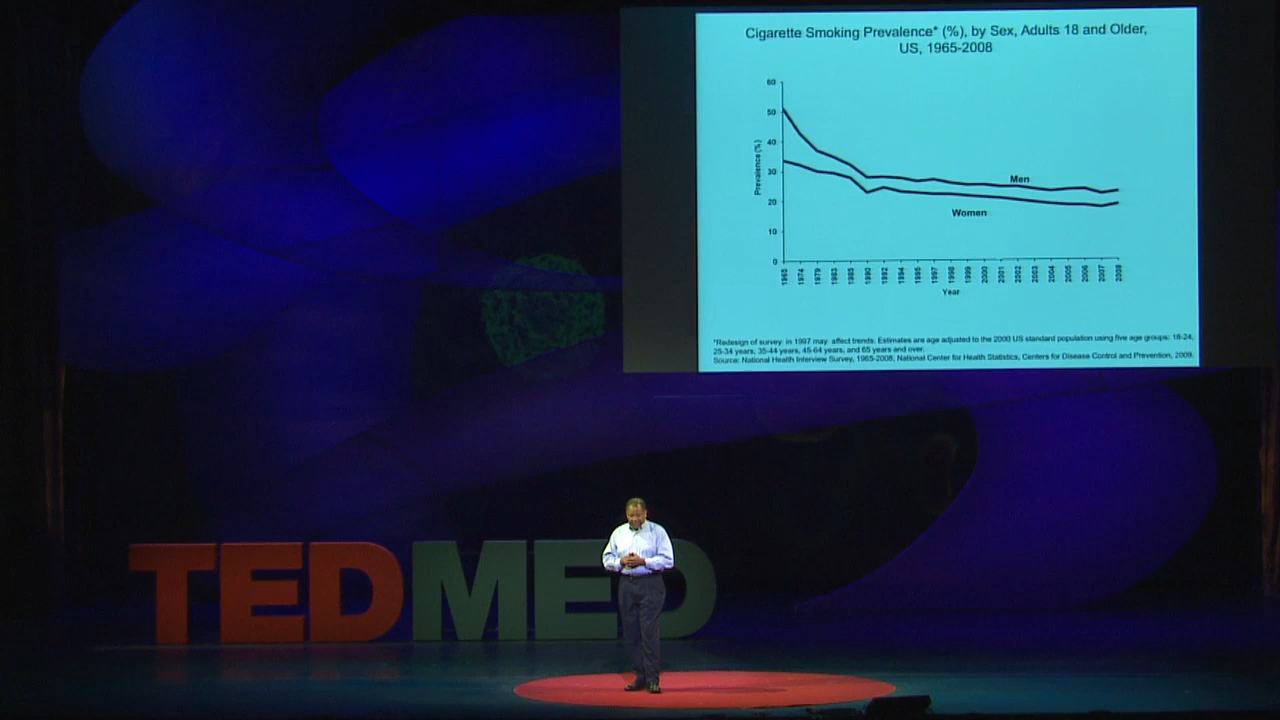 Cigarette Smoking Prevalence* (%), by Sex, Adults 18 and Older,
US, 1965-2008
60
50
40
30
20
10
0
Prevalence (%)
Men
Women
1965 1974 1979 1983 1985 1990 1992 1994 1995 1997 1998 1999 2000 2001 2002 2003 2004 2005 2006 2007 2008
Year
*Redesign of survey in 1997 may affect trends. Estimates are age adjusted to the 2000 US standard population using five age groups: 18-24,
25-34 years, 35-44 years, 45-64 years, and 65 years and over.
Source: National Health Interview Survey, 1965-2008, National Center for Health Statistics, Centers for Disease Control and Prevention, 2009.
TEDMED